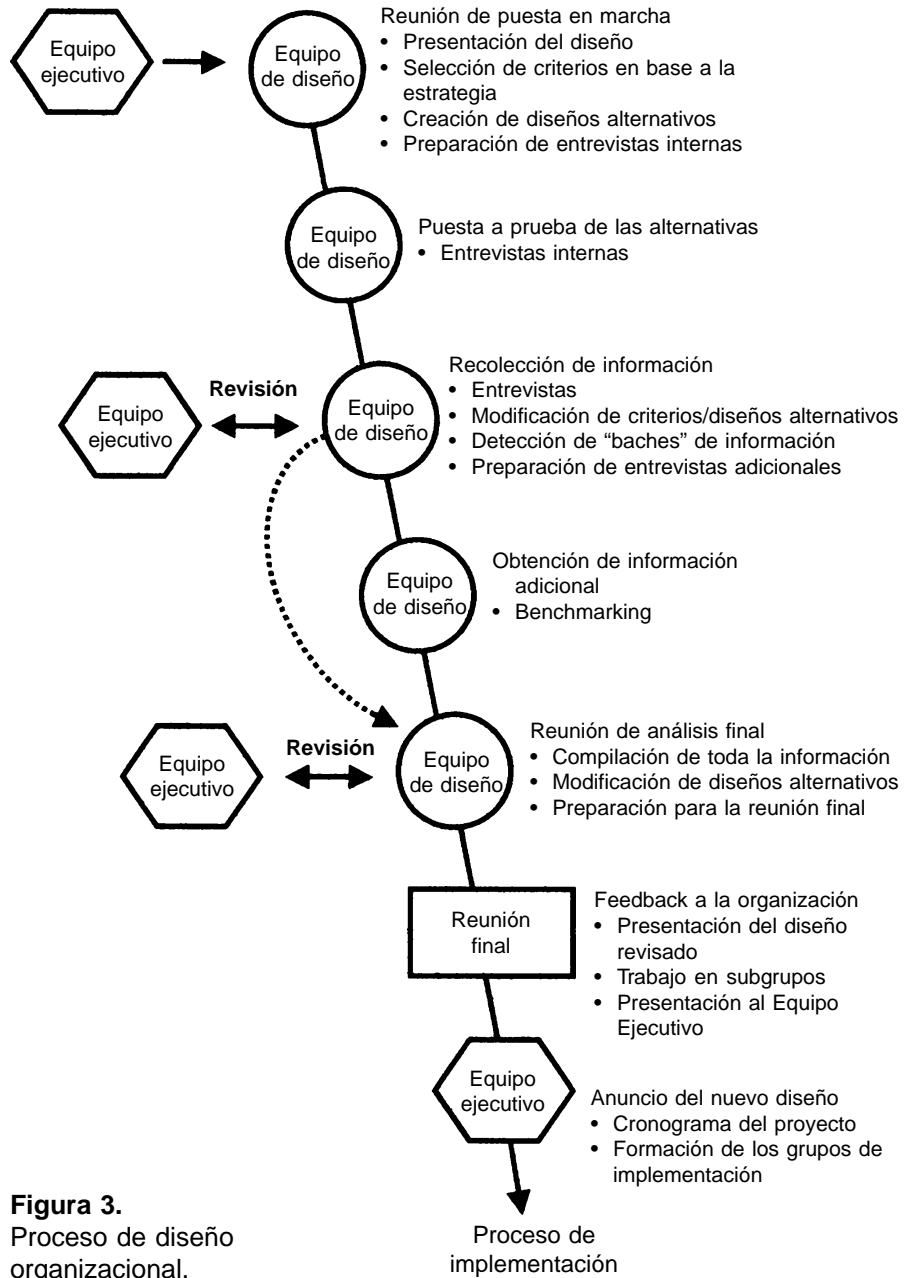 Equipo
ejecutivo
Equipo
de diseño
Reunión de puesta en marcha
• Presentación del diseño
• Selección de criterios en base a la
estrategia
• Creación de diseños alternativos
• Preparación de entrevistas internas
Equipo
de diseño
Puesta a prueba de las alternativas
• Entrevistas internas
Equipo
ejecutivo
Revisión
Equipo
de diseño
Recolección de información
• Entrevistas
• Modificación de criterios/diseños alternativos
• Detección de “baches” de información
• Preparación de entrevistas adicionales
Equipo
de diseño
Obtención de información
adicional
• Benchmarking
Equipo
ejecutivo
Revisión
Equipo
de diseño
Reunión de análisis final
• Compilación de toda la información
• Modificación de diseños alternativos
• Preparación para la reunión final
Reunión
final
Feedback a la organización
• Presentación del diseño
revisado
• Trabajo en subgrupos
• Presentación al Equipo
Ejecutivo
Equipo
ejecutivo
Anuncio del nuevo diseño
• Cronograma del proyecto
• Formación de los grupos de
implementación
Proceso de
implementación
Figura 3.
Proceso de diseño
organizacional.